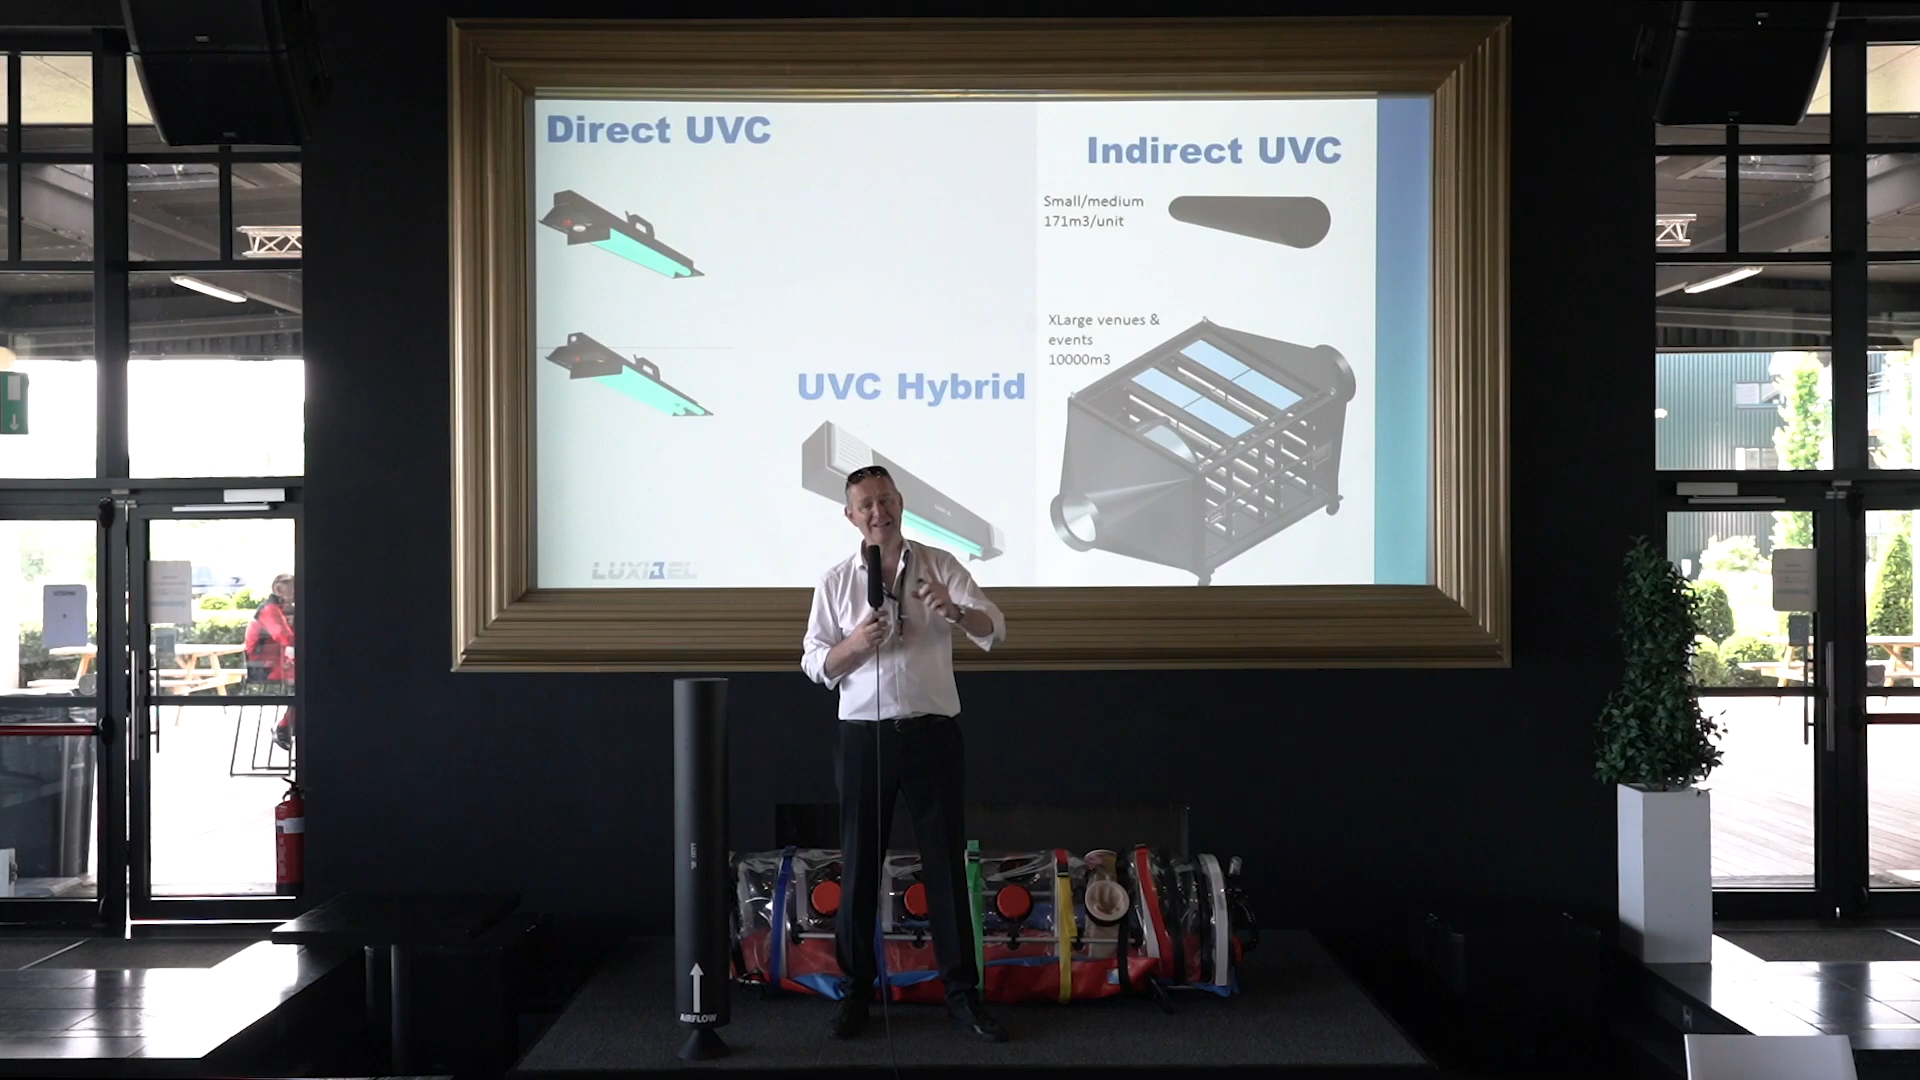 Direct UVC
Indirect UVC
Small/medium
171m3/unit
XLarge venues &
events
10000m3
UVC Hybrid
LUXIBEL
AIRFLOW